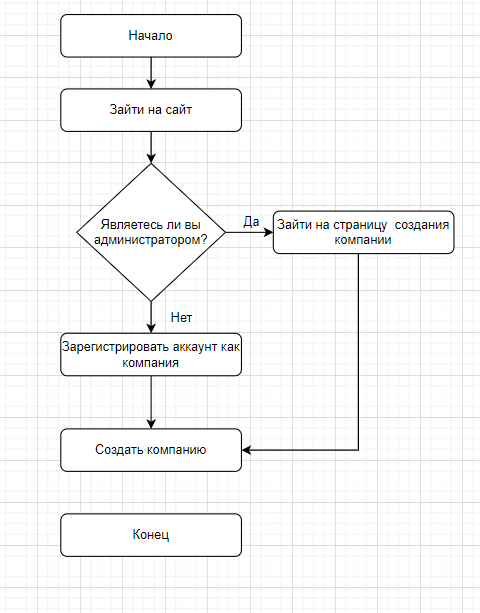 Начало
Зайти на сайт
Являетесь ли вы
администратором?
Да
Зайти на страницу  создания
компании
Нет
Зарегистрировать аккаунт как
компания
Создать компанию
Конец